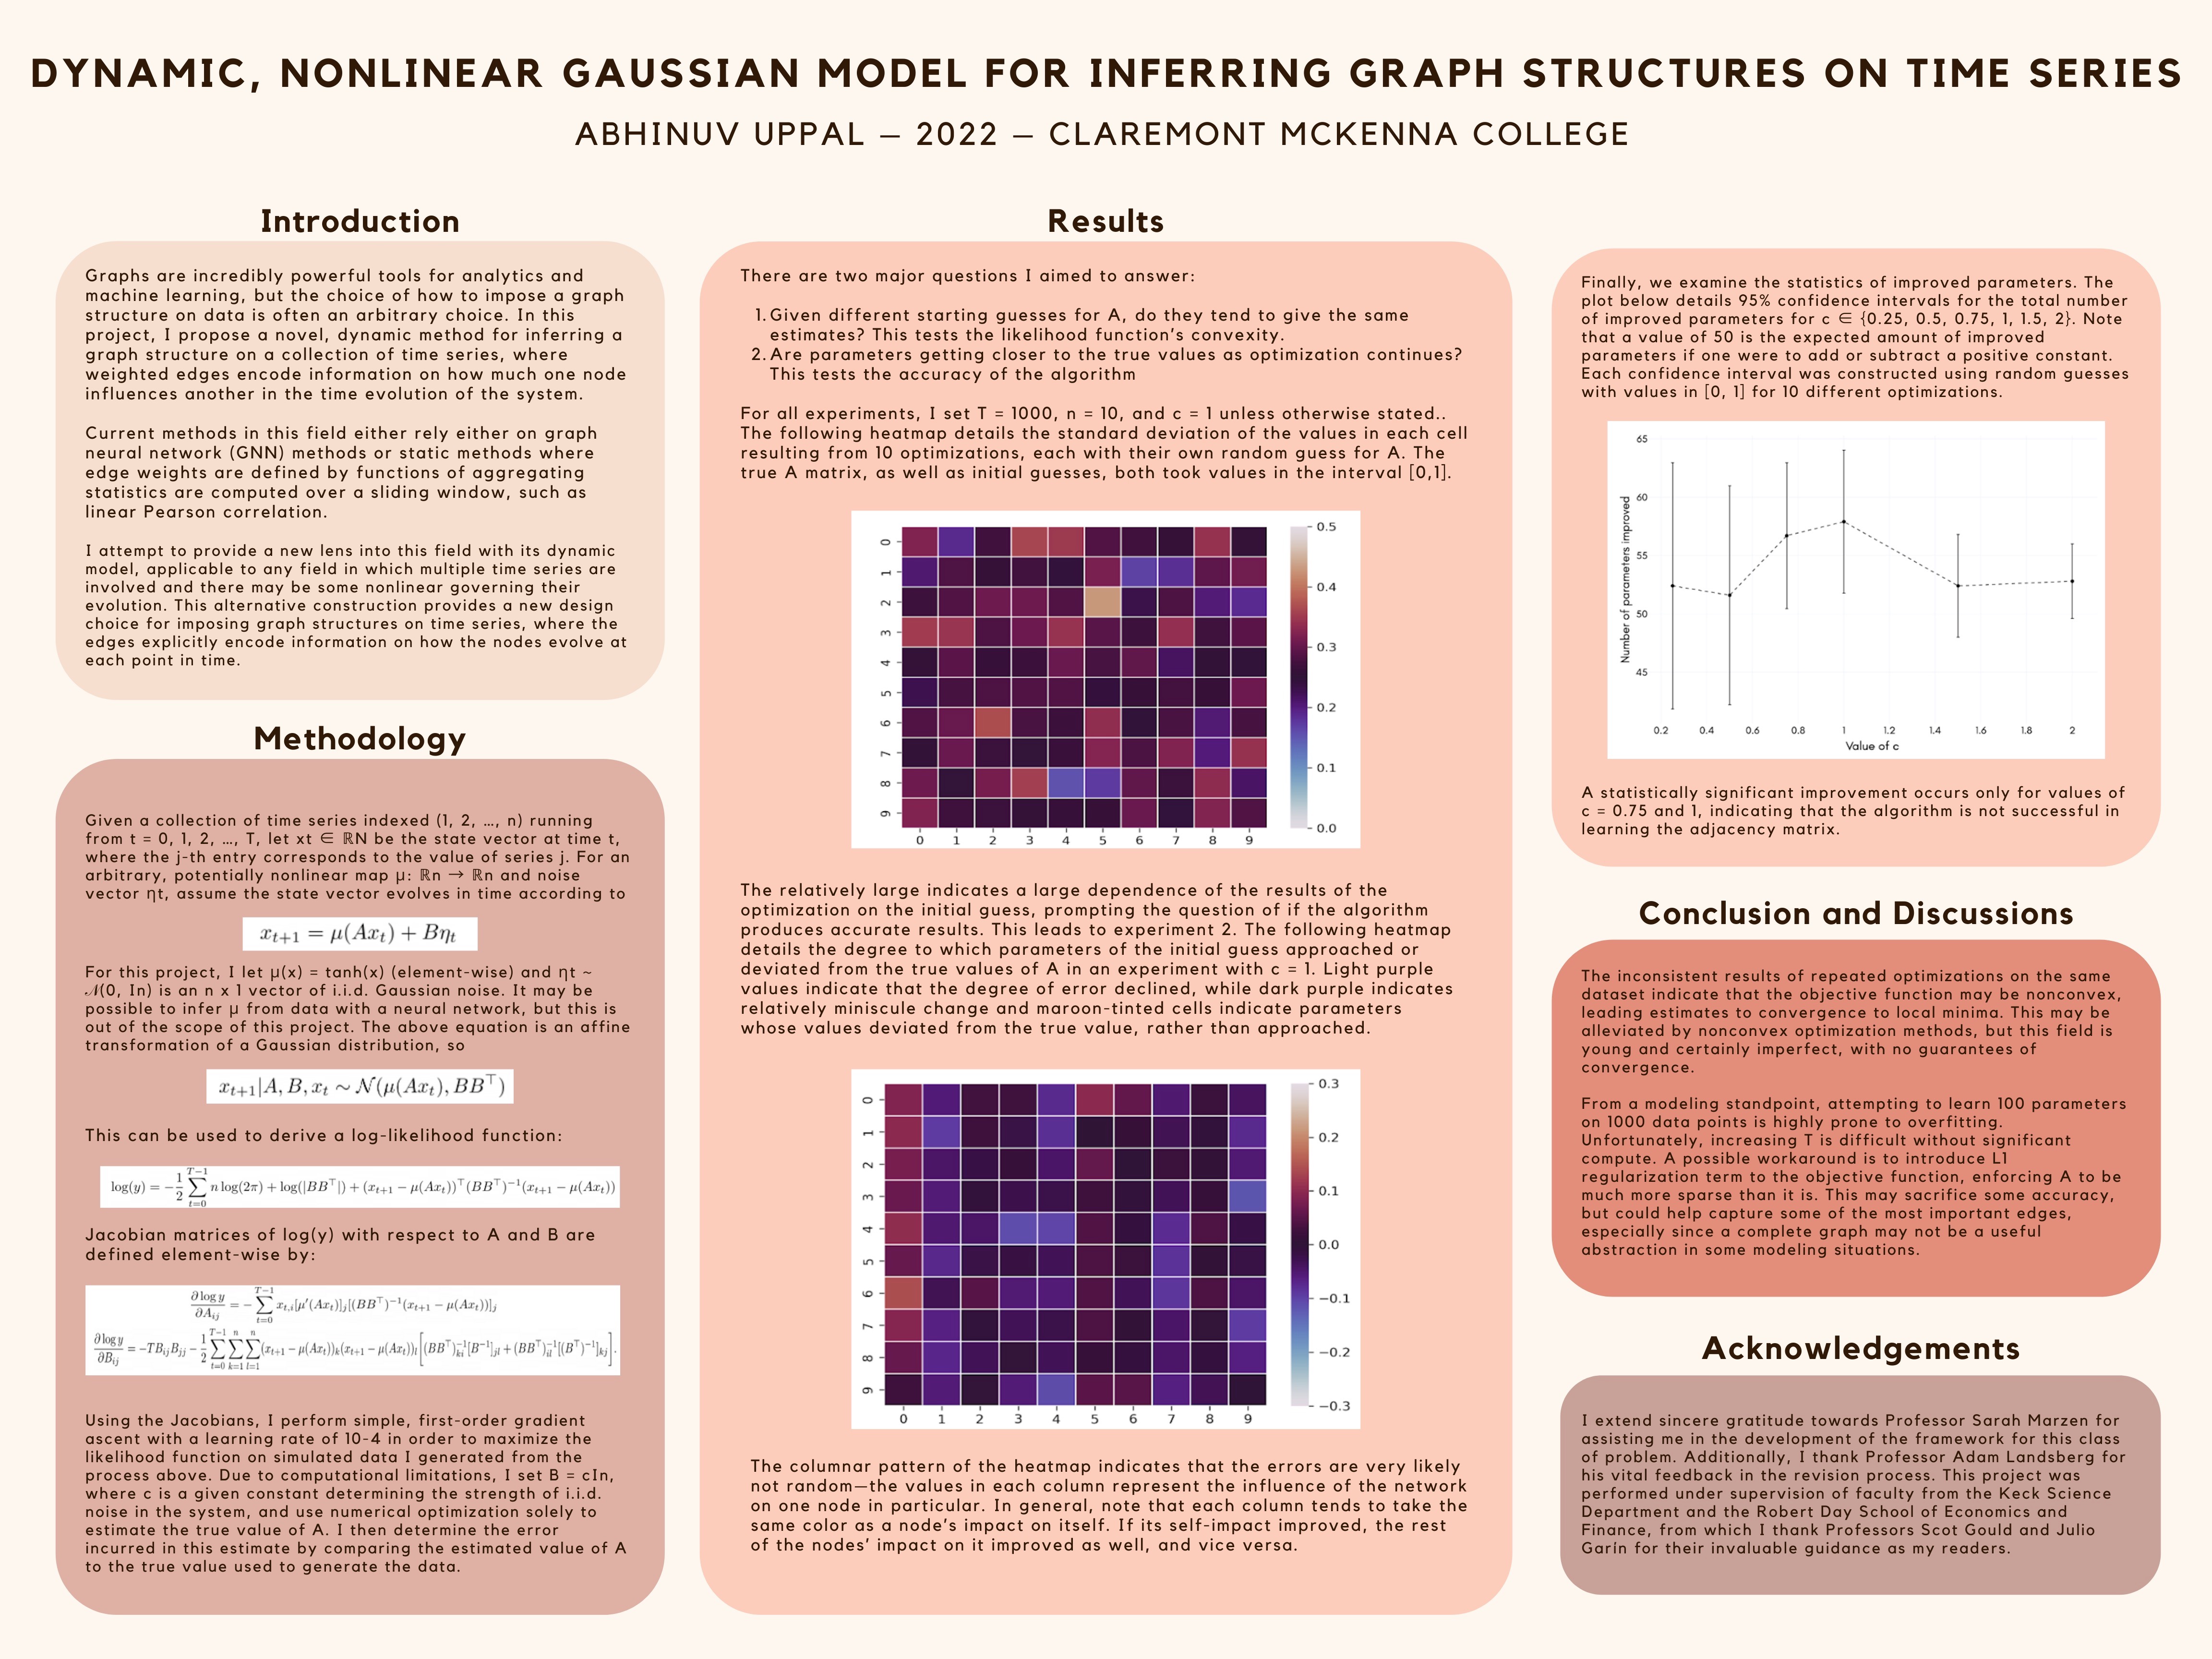 DYNAMIC, NONLINEAR GAUSSIAN MODEL FOR INFERRING GRAPH STRUCTURES ON TIME SERIES
ABHINUV UPPAL – 2022 – CLAREMONT MCKENNA COLLEGE
Introduction
Graphs are incredibly powerful tools for analytics and
machine learning, but the choice of how to impose a graph
structure on data is often an arbitrary choice. In this
project, I propose a novel, dynamic method for inferring a
graph structure on a collection of time series, where
weighted edges encode information on how much one node
influences another in the time evolution of the system.
Current methods in this field either rely either on graph
neural network (GNN) methods or static methods where
edge weights are defined by functions of aggregating
statistics are computed over a sliding window, such as
linear Pearson correlation.
I attempt to provide a new lens into this field with its dynamic
model, applicable to any field in which multiple time series are
involved and there may be some nonlinear governing their
evolution. This alternative construction provides a new design
choice for imposing graph structures on time series, where the
edges explicitly encode information on how the nodes evolve at
each point in time.
Methodology
Given a collection of time series indexed (1, 2, ..., n) running
from t = 0, 1, 2, ..., T, let xt ∈ ℝN be the state vector at time t,
where the j-th entry corresponds to the value of series j. For an
arbitrary, potentially nonlinear map μ: ℝn → ℝn and noise
vector ηt, assume the state vector evolves in time according to
x_{t+1} = μ(Ax_t) + Bη_t
For this project, I let μ(x) = tanh(x) (element-wise) and ηt ~
𝒩(0, In) is an n x 1 vector of i.i.d. Gaussian noise. It may be
possible to infer μ from data with a neural network, but this is
out of the scope of this project. The above equation is an affine
transformation of a Gaussian distribution, so
x_{t+1}|A, B, x_t ∼ 𝒩(μ(Ax_t), BB^⊤)
This can be used to derive a log-likelihood function:
log(y) = −1/2 ∑_{t=0}^{T−1} n log(2π) + log(|BB^⊤|) + (x_{t+1} − μ(Ax_t))^⊤(BB^⊤)^{−1}(x_{t+1} − μ(Ax_t))
Jacobian matrices of log(y) with respect to A and B are
defined element-wise by:
∂ log y/∂A_{ij} = −∑_{t=0}^{T−1} x_{t,i}[μ′(Ax_t)]_j[(BB^⊤)^{−1}(x_{t+1} − μ(Ax_t))]_j
∂ log y/∂B_{ij} = −TB_{ij}B_{jj} − 1/2 ∑_{t=0}^{T−1} ∑_{k=1}^{n} ∑_{l=1}^{n} (x_{t+1} − μ(Ax_t))_k(x_{t+1} − μ(Ax_t))_l [(BB^⊤)^{−1}_{ki}[B^{−1}]_{jl} + (BB^⊤)^{−1}_{il}[(B^⊤)^{−1}]_{kj}].
Using the Jacobians, I perform simple, first-order gradient
ascent with a learning rate of 10-4 in order to maximize the
likelihood function on simulated data I generated from the
process above. Due to computational limitations, I set B = cIn,
where c is a given constant determining the strength of i.i.d.
noise in the system, and use numerical optimization solely to
estimate the true value of A. I then determine the error
incurred in this estimate by comparing the estimated value of A
to the true value used to generate the data.
Results
There are two major questions I aimed to answer:
1. Given different starting guesses for A, do they tend to give the same
estimates? This tests the likelihood function's convexity.
2. Are parameters getting closer to the true values as optimization continues?
This tests the accuracy of the algorithm
For all experiments, I set T = 1000, n = 10, and c = 1 unless otherwise stated..
The following heatmap details the standard deviation of the values in each cell
resulting from 10 optimizations, each with their own random guess for A. The
true A matrix, as well as initial guesses, both took values in the interval [0,1].
0
1
2
3
4
5
6
7
8
9
0 1 2 3 4 5 6 7 8 9
0.5
0.4
0.3
0.2
0.1
0.0
The relatively large indicates a large dependence of the results of the
optimization on the initial guess, prompting the question of if the algorithm
produces accurate results. This leads to experiment 2. The following heatmap
details the degree to which parameters of the initial guess approached or
deviated from the true values of A in an experiment with c = 1. Light purple
values indicate that the degree of error declined, while dark purple indicates
relatively miniscule change and maroon-tinted cells indicate parameters
whose values deviated from the true value, rather than approached.
0
1
2
3
4
5
6
7
8
9
0 1 2 3 4 5 6 7 8 9
0.3
0.2
0.1
0.0
−0.1
−0.2
−0.3
The columnar pattern of the heatmap indicates that the errors are very likely
not random—the values in each column represent the influence of the network
on one node in particular. In general, note that each column tends to take the
same color as a node's impact on itself. If its self-impact improved, the rest
of the nodes' impact on it improved as well, and vice versa.
Finally, we examine the statistics of improved parameters. The
plot below details 95% confidence intervals for the total number
of improved parameters for c ∈ {0.25, 0.5, 0.75, 1, 1.5, 2}. Note
that a value of 50 is the expected amount of improved
parameters if one were to add or subtract a positive constant.
Each confidence interval was constructed using random guesses
with values in [0, 1] for 10 different optimizations.
Number of parameters improved
65
60
55
50
45
0.2 0.4 0.6 0.8 1 1.2 1.4 1.6 1.8 2
Value of c
A statistically significant improvement occurs only for values of
c = 0.75 and 1, indicating that the algorithm is not successful in
learning the adjacency matrix.
Conclusion and Discussions
The inconsistent results of repeated optimizations on the same
dataset indicate that the objective function may be nonconvex,
leading estimates to convergence to local minima. This may be
alleviated by nonconvex optimization methods, but this field is
young and certainly imperfect, with no guarantees of
convergence.
From a modeling standpoint, attempting to learn 100 parameters
on 1000 data points is highly prone to overfitting.
Unfortunately, increasing T is difficult without significant
compute. A possible workaround is to introduce L1
regularization term to the objective function, enforcing A to be
much more sparse than it is. This may sacrifice some accuracy,
but could help capture some of the most important edges,
especially since a complete graph may not be a useful
abstraction in some modeling situations.
Acknowledgements
I extend sincere gratitude towards Professor Sarah Marzen for
assisting me in the development of the framework for this class
of problem. Additionally, I thank Professor Adam Landsberg for
his vital feedback in the revision process. This project was
performed under supervision of faculty from the Keck Science
Department and the Robert Day School of Economics and
Finance, from which I thank Professors Scot Gould and Julio
Garín for their invaluable guidance as my readers.